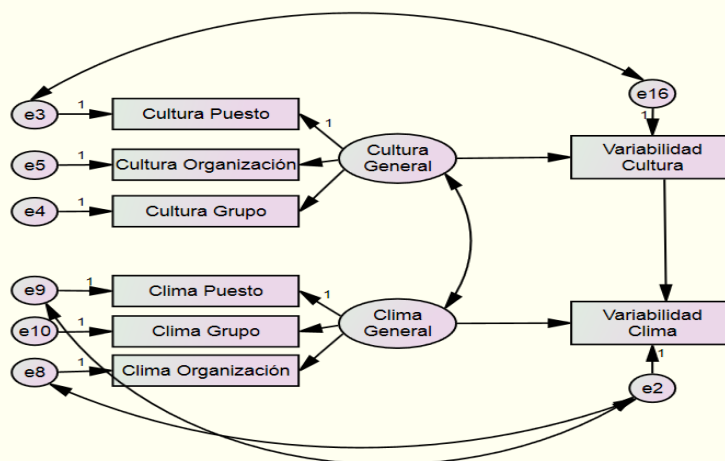 e3
1
Cultura Puesto
1
e16
1
e5
1
Cultura Organización
Cultura
General
Variabilidad
Cultura
e4
1
Cultura Grupo
e9
1
Clima Puesto
1
e10
1
Clima Grupo
Clima
General
Variabilidad
Clima
e8
1
Clima Organización
1
e2